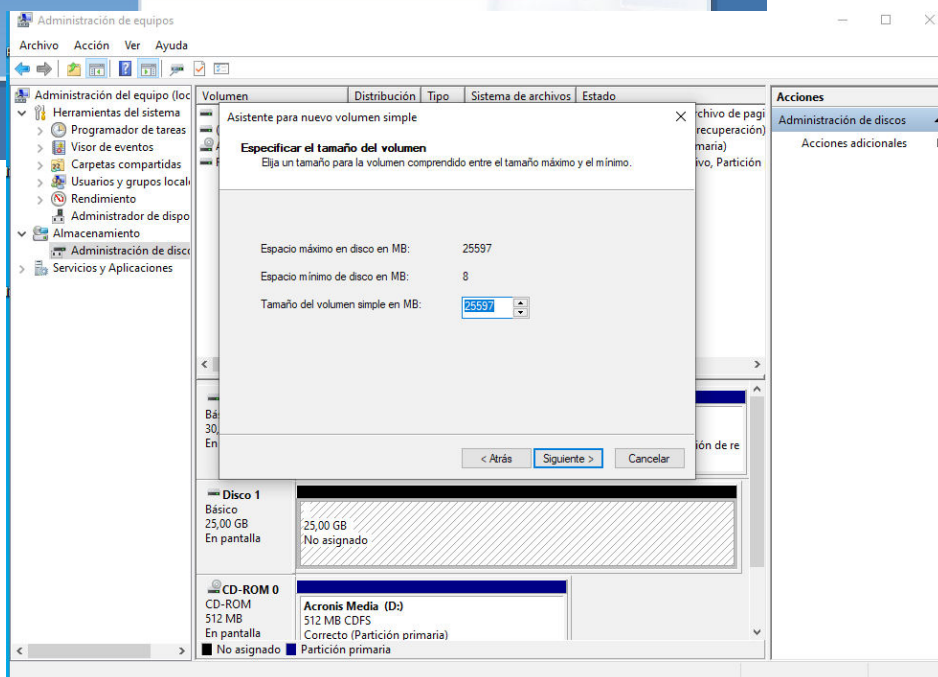 Administración de equipos
Archivo Acción Ver Ayuda
Administración del equipo (loc
Herramientas del sistema
Programador de tareas
Visor de eventos
Carpetas compartidas
Usuarios y grupos local
Rendimiento
Administrador de dispo
Almacenamiento
Administración de disco
Servicios y Aplicaciones
Volumen Distribución Tipo Sistema de archivos Estado
chivo de pagi
recuperación)
maria)
ivo, Partición
Asistente para nuevo volumen simple
Especificar el tamaño del volumen
Elija un tamaño para la volumen comprendido entre el tamaño máximo y el mínimo.
Espacio máximo en disco en MB: 25597
Espacio mínimo de disco en MB: 8
Tamaño del volumen simple en MB: 25597
< Atrás Siguiente > Cancelar
Bá
30,
En
ión de re
Disco 1
Básico
25,00 GB
En pantalla
25,00 GB
No asignado
CD-ROM 0
CD-ROM
512 MB
En pantalla
Acronis Media (D:)
512 MB CDFS
Correcto (Partición primaria)
No asignado Partición primaria
Acciones
Administración de discos
Acciones adicionales